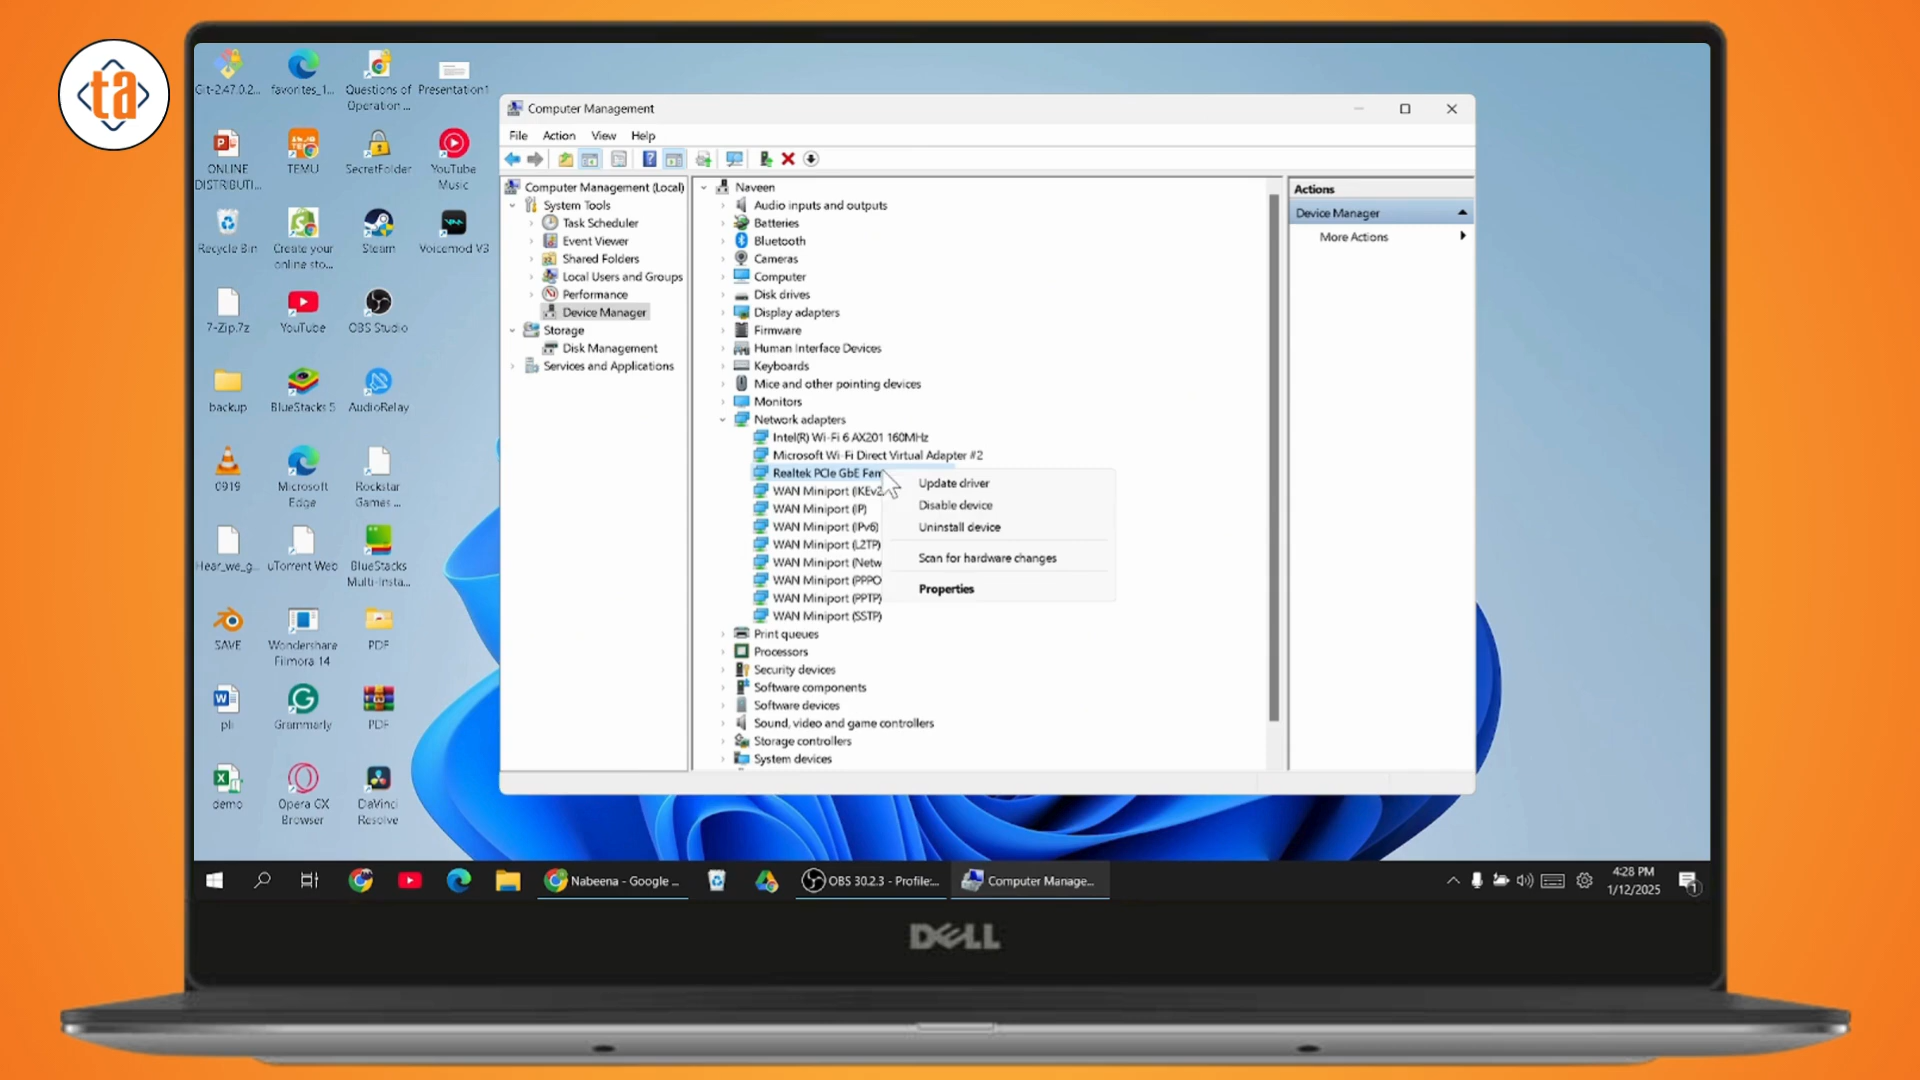 ta
Git-2.47.0.2...
favorites_1...
Questions of
Operation ...
Presentation1
ONLINE
DISTRIBUTI...
TEMU
SecretFolder
YouTube
Music
Recycle Bin
Create your
online sto...
Steam
Voicemod V3
7-Zip.7z
YouTube
OBS Studio
backup
BlueStacks 5
AudioRelay
0919
Microsoft
Edge
Rockstar
Games ...
Hear_we_g...
uTorrent Web
BlueStacks
Multi-Insta...
SAVE
Wondershare
Filmora 14
PDF
pli
Grammarly
PDF
demo
Opera GX
Browser
DaVinci
Resolve
Computer Management
File Action View Help
Computer Management (Local)
System Tools
Task Scheduler
Event Viewer
Shared Folders
Local Users and Groups
Performance
Device Manager
Storage
Disk Management
Services and Applications
Naveen
Audio inputs and outputs
Batteries
Bluetooth
Cameras
Computer
Disk drives
Display adapters
Firmware
Human Interface Devices
Keyboards
Mice and other pointing devices
Monitors
Network adapters
Intel(R) Wi-Fi 6 AX201 160MHz
Microsoft Wi-Fi Direct Virtual Adapter #2
Realtek PCIe GbE Fam
WAN Miniport (IKEv2
WAN Miniport (IP)
WAN Miniport (IPv6)
WAN Miniport (L2TP)
WAN Miniport (Netw
WAN Miniport (PPPO
WAN Miniport (PPTP)
WAN Miniport (SSTP)
Print queues
Processors
Security devices
Software components
Software devices
Sound, video and game controllers
Storage controllers
System devices
Update driver
Disable device
Uninstall device
Scan for hardware changes
Properties
Actions
Device Manager
More Actions
Nabeena - Google ...
OBS 30.2.3 - Profile:...
Computer Manage...
4:28 PM
1/12/2025
1
DELL